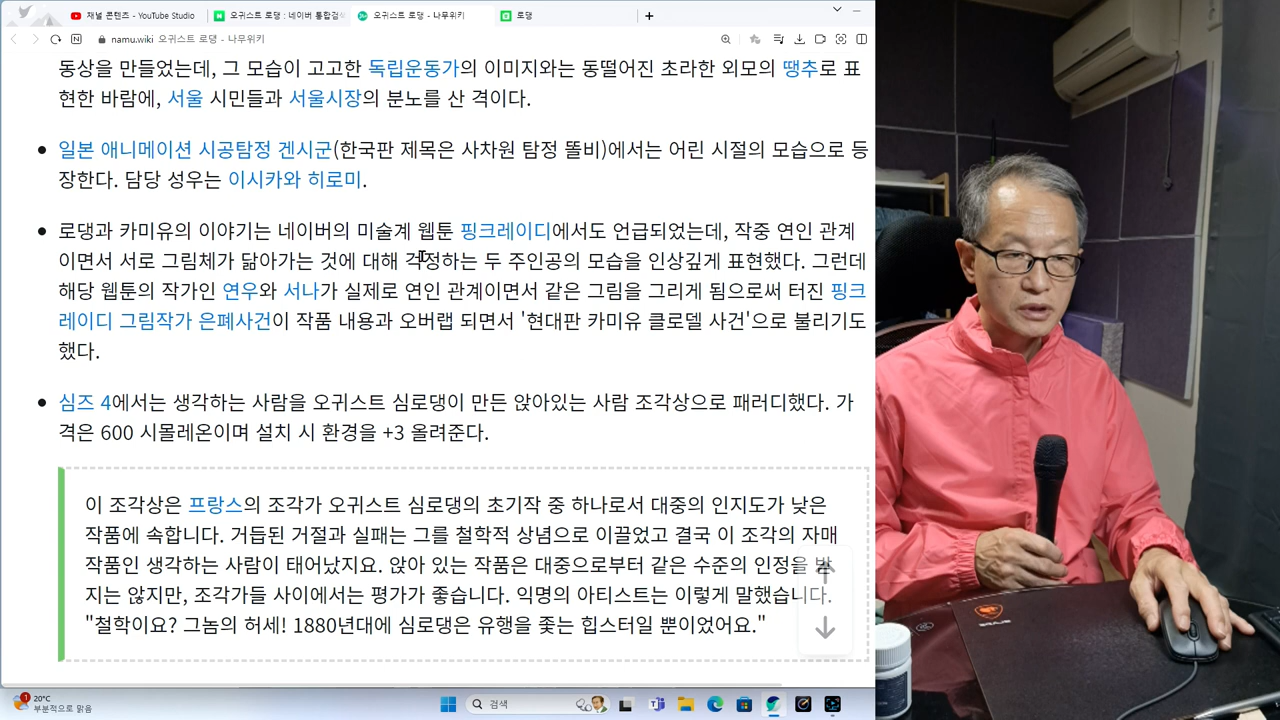 채널 콘텐츠 - YouTube Studio
오귀스트 로댕 : 네이버 통합검색
오귀스트 로댕 - 나무위키
로댕
namu.wiki 오귀스트 로댕 - 나무위키
동상을 만들었는데, 그 모습이 고고한 독립운동가의 이미지와는 동떨어진 초라한 외모의 땡추로 표
현한 바람에, 서울 시민들과 서울시장의 분노를 산 격이다.
일본 애니메이션 시공탐정 겐시군(한국판 제목은 사차원 탐정 똘비)에서는 어린 시절의 모습으로 등
장한다. 담당 성우는 이시카와 히로미.
로댕과 카미유의 이야기는 네이버의 미술계 웹툰 핑크레이디에서도 언급되었는데, 작중 연인 관계
이면서 서로 그림체가 닮아가는 것에 대해 걱정하는 두 주인공의 모습을 인상깊게 표현했다. 그런데
해당 웹툰의 작가인 연우와 서나가 실제로 연인 관계이면서 같은 그림을 그리게 됨으로써 터진 핑크
레이디 그림작가 은폐사건이 작품 내용과 오버랩 되면서 '현대판 카미유 클로델 사건'으로 불리기도
했다.
심즈 4에서는 생각하는 사람을 오귀스트 심로댕이 만든 앉아있는 사람 조각상으로 패러디했다. 가
격은 600 시몰레온이며 설치 시 환경을 +3 올려준다.
이 조각상은 프랑스의 조각가 오귀스트 심로댕의 초기작 중 하나로서 대중의 인지도가 낮은
작품에 속합니다. 거듭된 거절과 실패는 그를 철학적 상념으로 이끌었고 결국 이 조각의 자매
작품인 생각하는 사람이 태어났지요. 앉아 있는 작품은 대중으로부터 같은 수준의 인정을 받
지는 않지만, 조각가들 사이에서는 평가가 좋습니다. 익명의 아티스트는 이렇게 말했습니다.
"철학이요? 그놈의 허세! 1880년대에 심로댕은 유행을 좇는 힙스터일 뿐이었어요."
1
20°C
부분적으로 맑음
검색